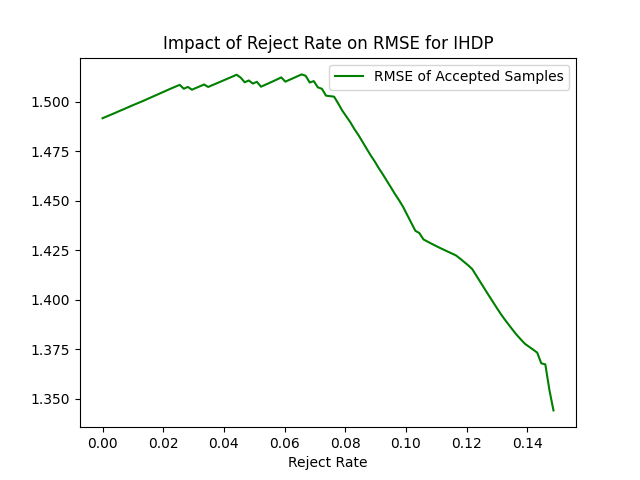 Impact of Reject Rate on RMSE for IHDP
RMSE of Accepted Samples
1.500
1.475
1.450
1.425
1.400
1.375
1.350
0.00 0.02 0.04 0.06 0.08 0.10 0.12 0.14
Reject Rate